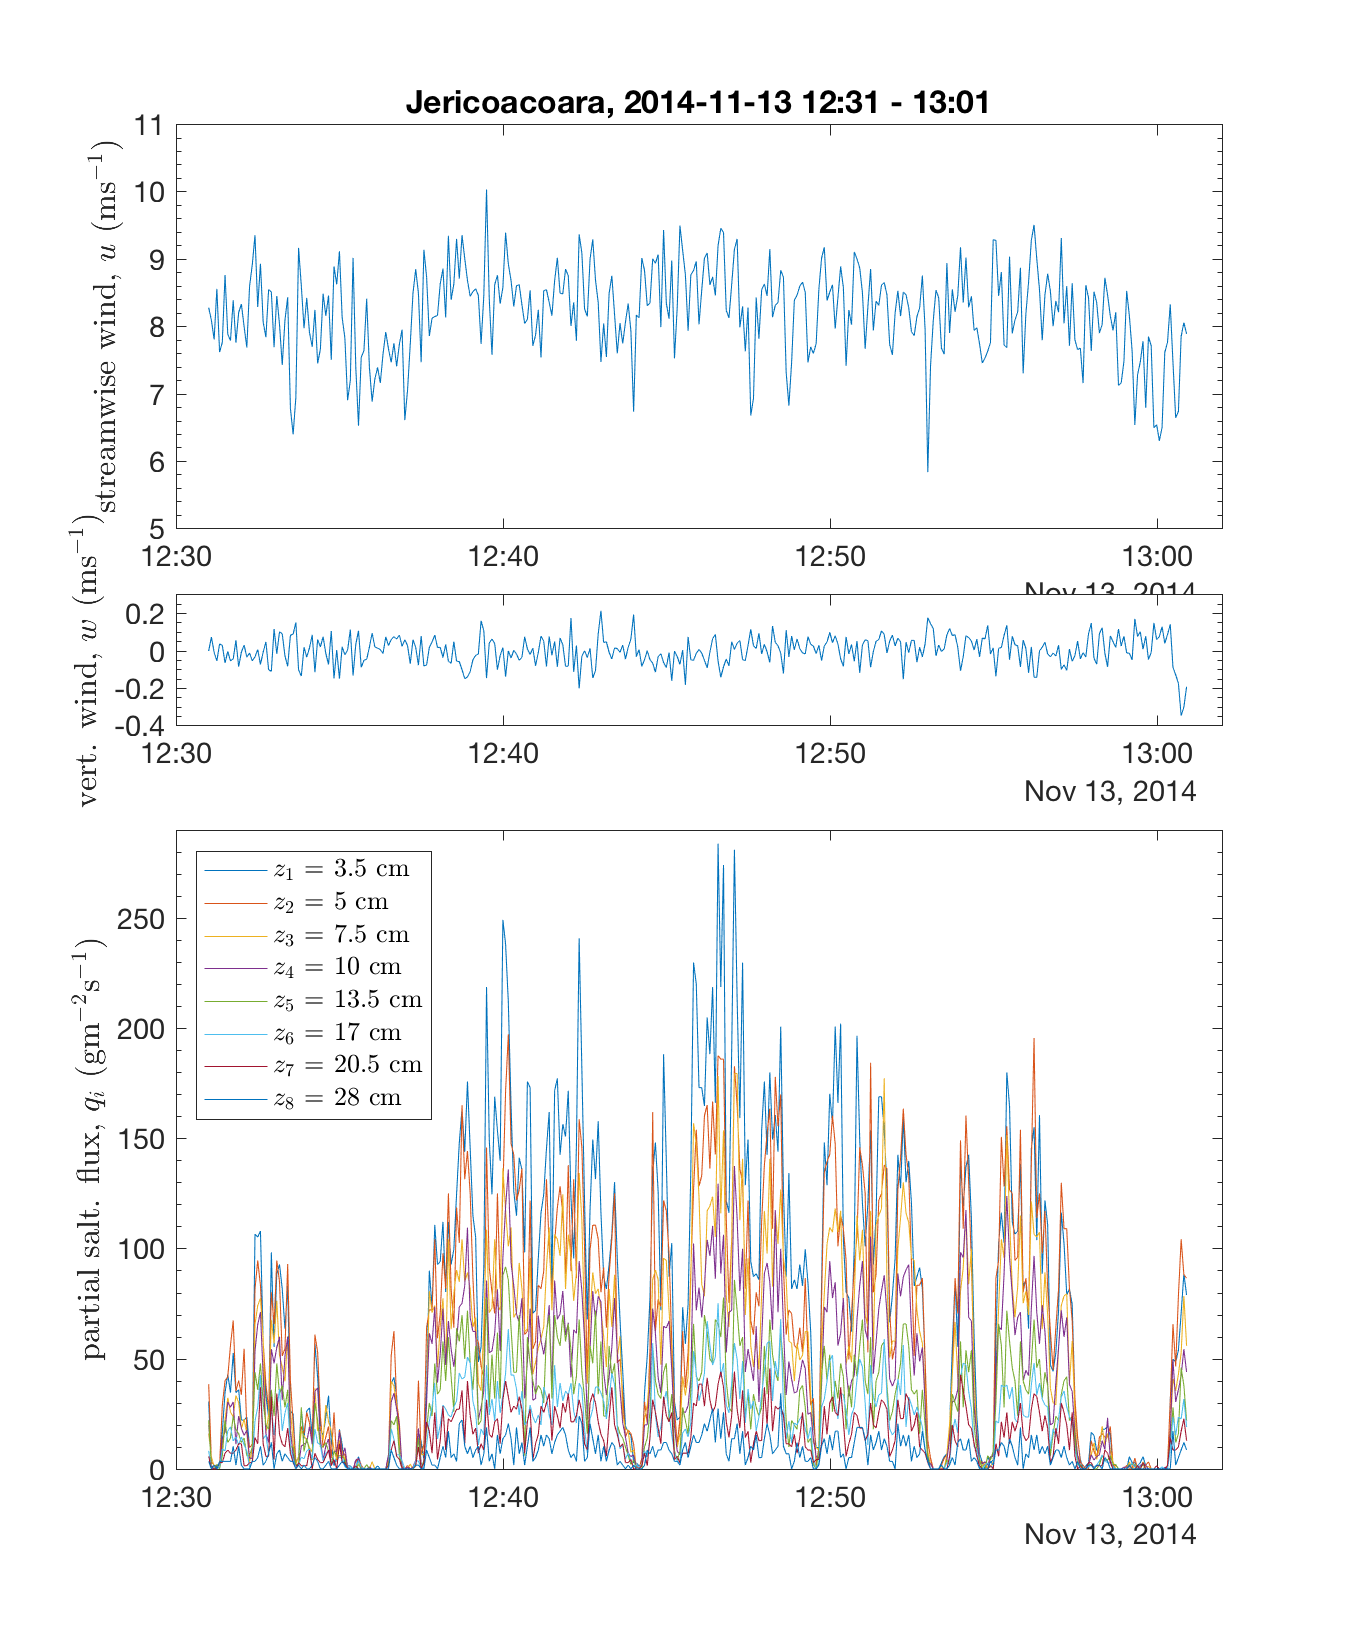 Jericoacoara, 2014-11-13 12:31 - 13:01
streamwise wind, u (ms⁻¹)
11
10
9
8
7
6
5
12:30 12:40 12:50 13:00
Nov 13, 2014
vert. wind, w (ms⁻¹)
0.2
0
-0.2
-0.4
12:30 12:40 12:50 13:00
Nov 13, 2014
partial salt. flux, qᵢ (gm⁻²s⁻¹)
250
200
150
100
50
0
z₁ = 3.5 cm
z₂ = 5 cm
z₃ = 7.5 cm
z₄ = 10 cm
z₅ = 13.5 cm
z₆ = 17 cm
z₇ = 20.5 cm
z₈ = 28 cm
12:30 12:40 12:50 13:00
Nov 13, 2014